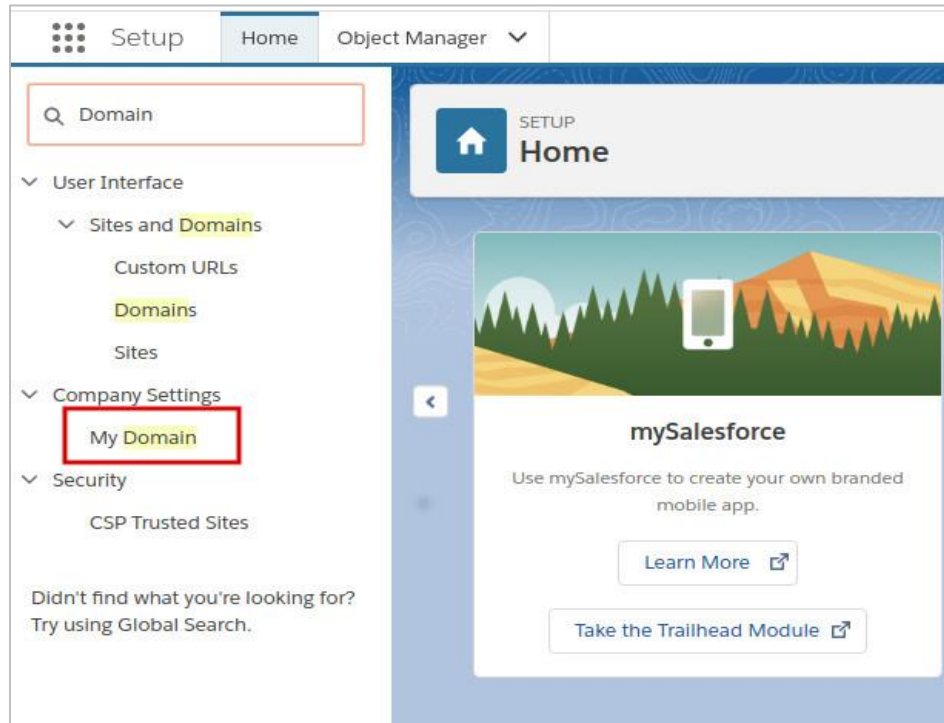 Setup
Home
Object Manager
Domain
User Interface
Sites and Domains
Custom URLs
Domains
Sites
Company Settings
My Domain
Security
CSP Trusted Sites
Didn't find what you're looking for?
Try using Global Search.
SETUP
Home
mySalesforce
Use mySalesforce to create your own branded
mobile app.
Learn More
Take the Trailhead Module